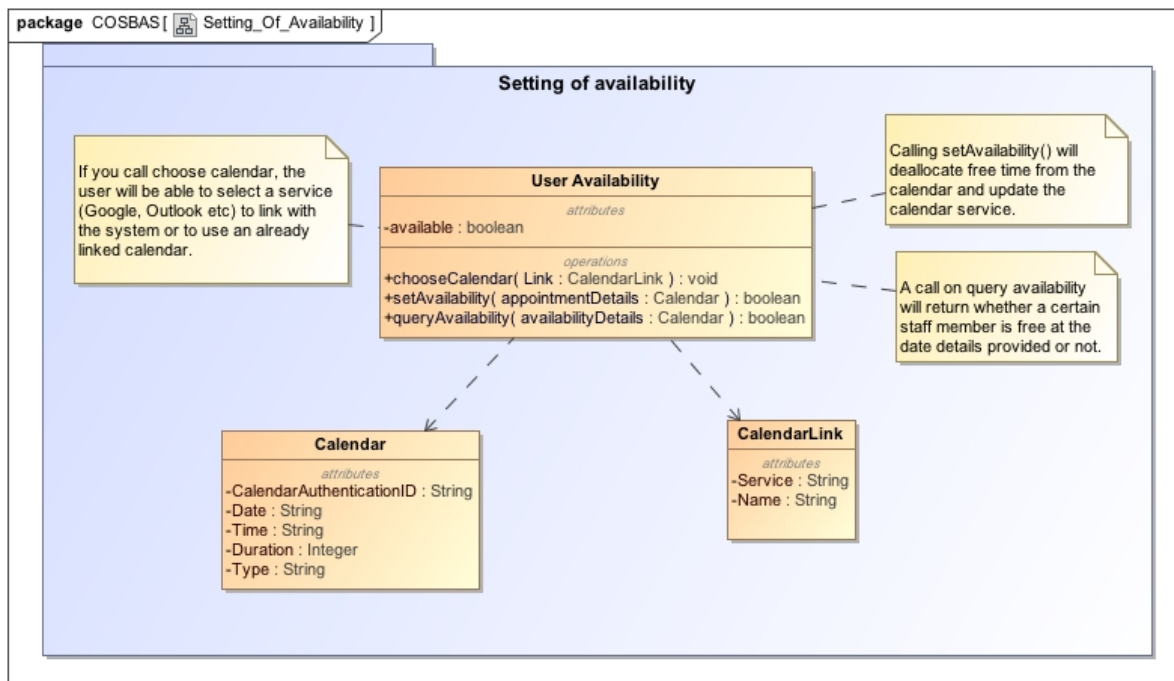 package COSBAS [ Setting_Of_Availability ]
Setting of availability
If you call choose calendar, the
user will be able to select a service
(Google, Outlook etc) to link with
the system or to use an already
linked calendar.
User Availability
attributes
-available : boolean
operations
+chooseCalendar( Link : CalendarLink ) : void
+setAvailability( appointmentDetails : Calendar ) : boolean
+queryAvailability( availabilityDetails : Calendar ) : boolean
Calling setAvailability() will
deallocate free time from the
calendar and update the
calendar service.
A call on query availability
will return whether a certain
staff member is free at the
date details provided or not.
Calendar
attributes
-CalendarAuthenticationID : String
-Date : String
-Time : String
-Duration : Integer
-Type : String
CalendarLink
attributes
-Service : String
-Name : String